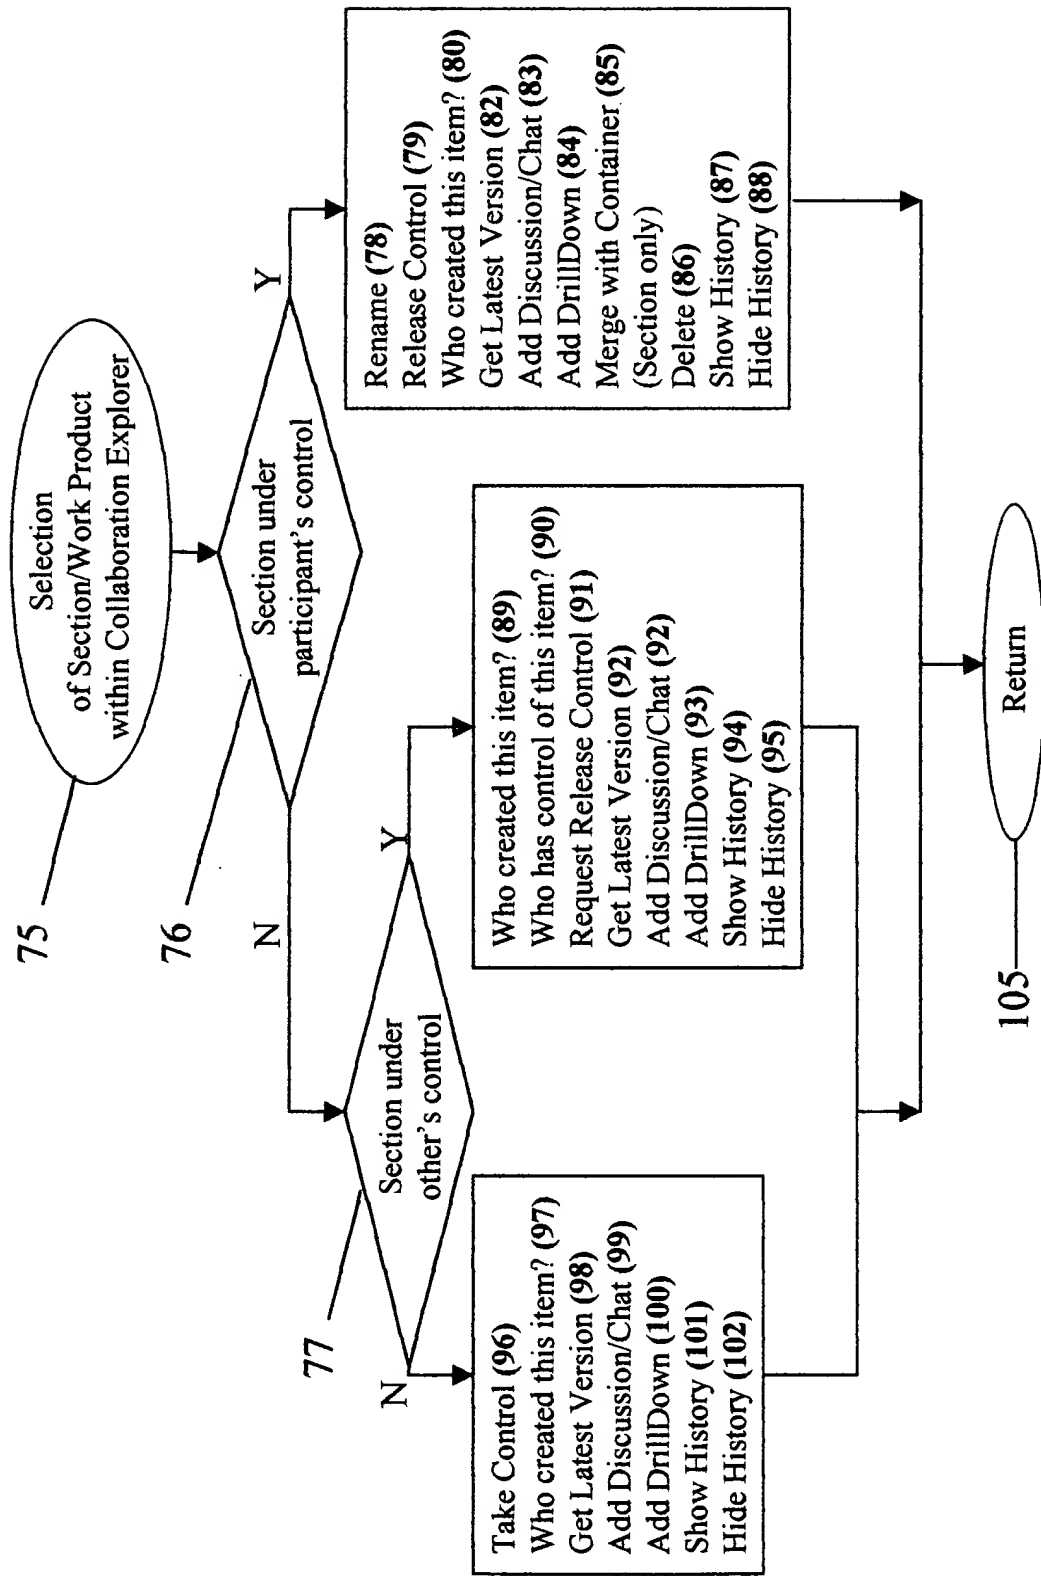 75
Selection
of Section/Work Product
within Collaboration Explorer
76
Section under
participant's control
N
Y
77
Section under
other's control
N
Y
Take Control (96)
Who created this item? (97)
Get Latest Version (98)
Add Discussion/Chat (99)
Add DrillDown (100)
Show History (101)
Hide History (102)
Who created this item? (89)
Who has control of this item? (90)
Request Release Control (91)
Get Latest Version (92)
Add Discussion/Chat (92)
Add DrillDown (93)
Show History (94)
Hide History (95)
Rename (78)
Release Control (79)
Who created this item? (80)
Get Latest Version (82)
Add Discussion/Chat (83)
Add DrillDown (84)
Merge with Container (85)
(Section only)
Delete (86)
Show History (87)
Hide History (88)
105
Return